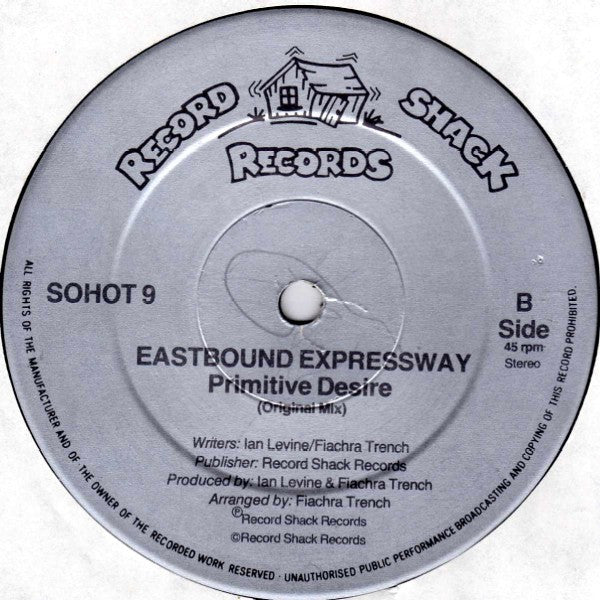 RECORD SHACK
RECORDS
SOHOT 9
B
Side
45 rpm
Stereo
EASTBOUND EXPRESSWAY
Primitive Desire
(Original Mix)
Writers: Ian Levine/Fiachra Trench
Publisher: Record Shack Records
Produced by: Ian Levine & Fiachra Trench
Arranged by: Fiachra Trench
℗Record Shack Records
©Record Shack Records
ALL RIGHTS OF THE MANUFACTURER AND OF THE OWNER OF THE RECORDED WORK RESERVED · UNAUTHORISED PUBLIC PERFORMANCE BROADCASTING AND COPYING OF THIS RECORD PROHIBITED.